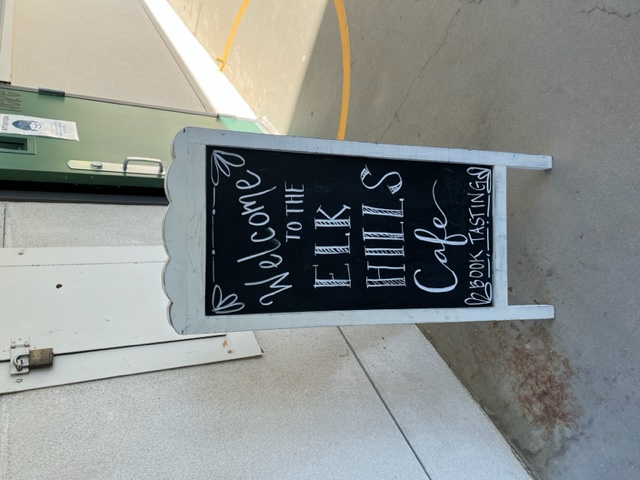 Welcome
TO THE
ELK
HILLS
Cafe
BOOK TASTING